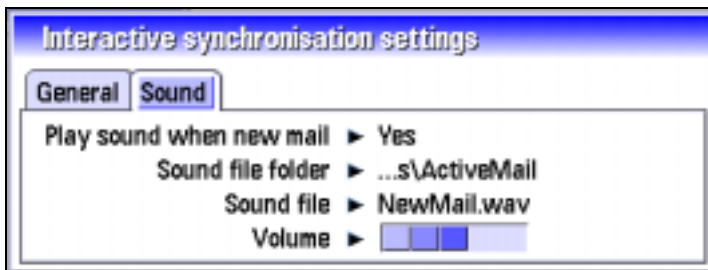 Interactive synchronisation settings
General Sound
Play sound when new mail ► Yes
Sound file folder ► ...s\ActiveMail
Sound file ► NewMail.wav
Volume ►